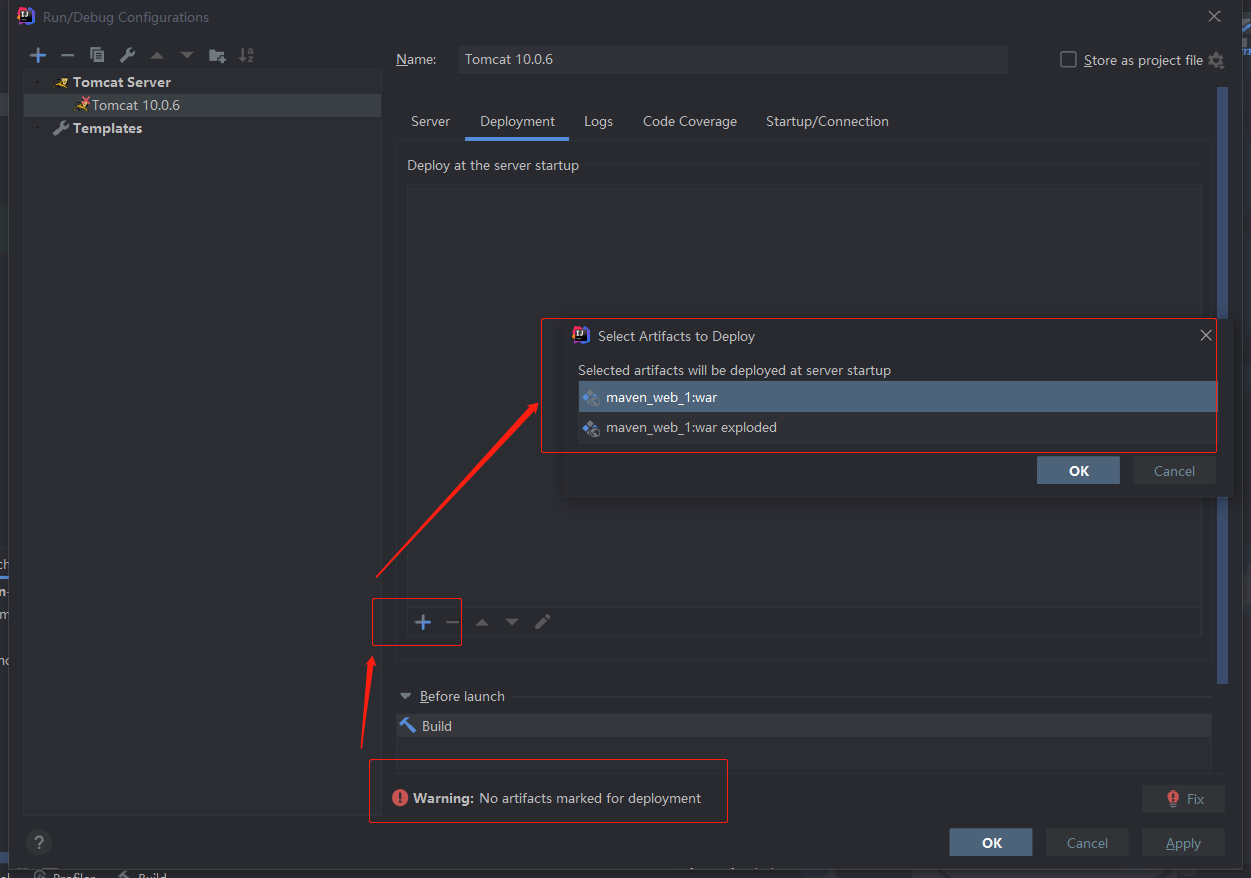 Run/Debug Configurations
Name: Tomcat 10.0.6
Store as project file
Tomcat Server
Tomcat 10.0.6
Templates
Server Deployment Logs Code Coverage Startup/Connection
Deploy at the server startup
Select Artifacts to Deploy
Selected artifacts will be deployed at server startup
maven_web_1:war
maven_web_1:war exploded
OK Cancel
Before launch
Build
Warning: No artifacts marked for deployment
Fix
?
OK Cancel Apply
Profiler Build